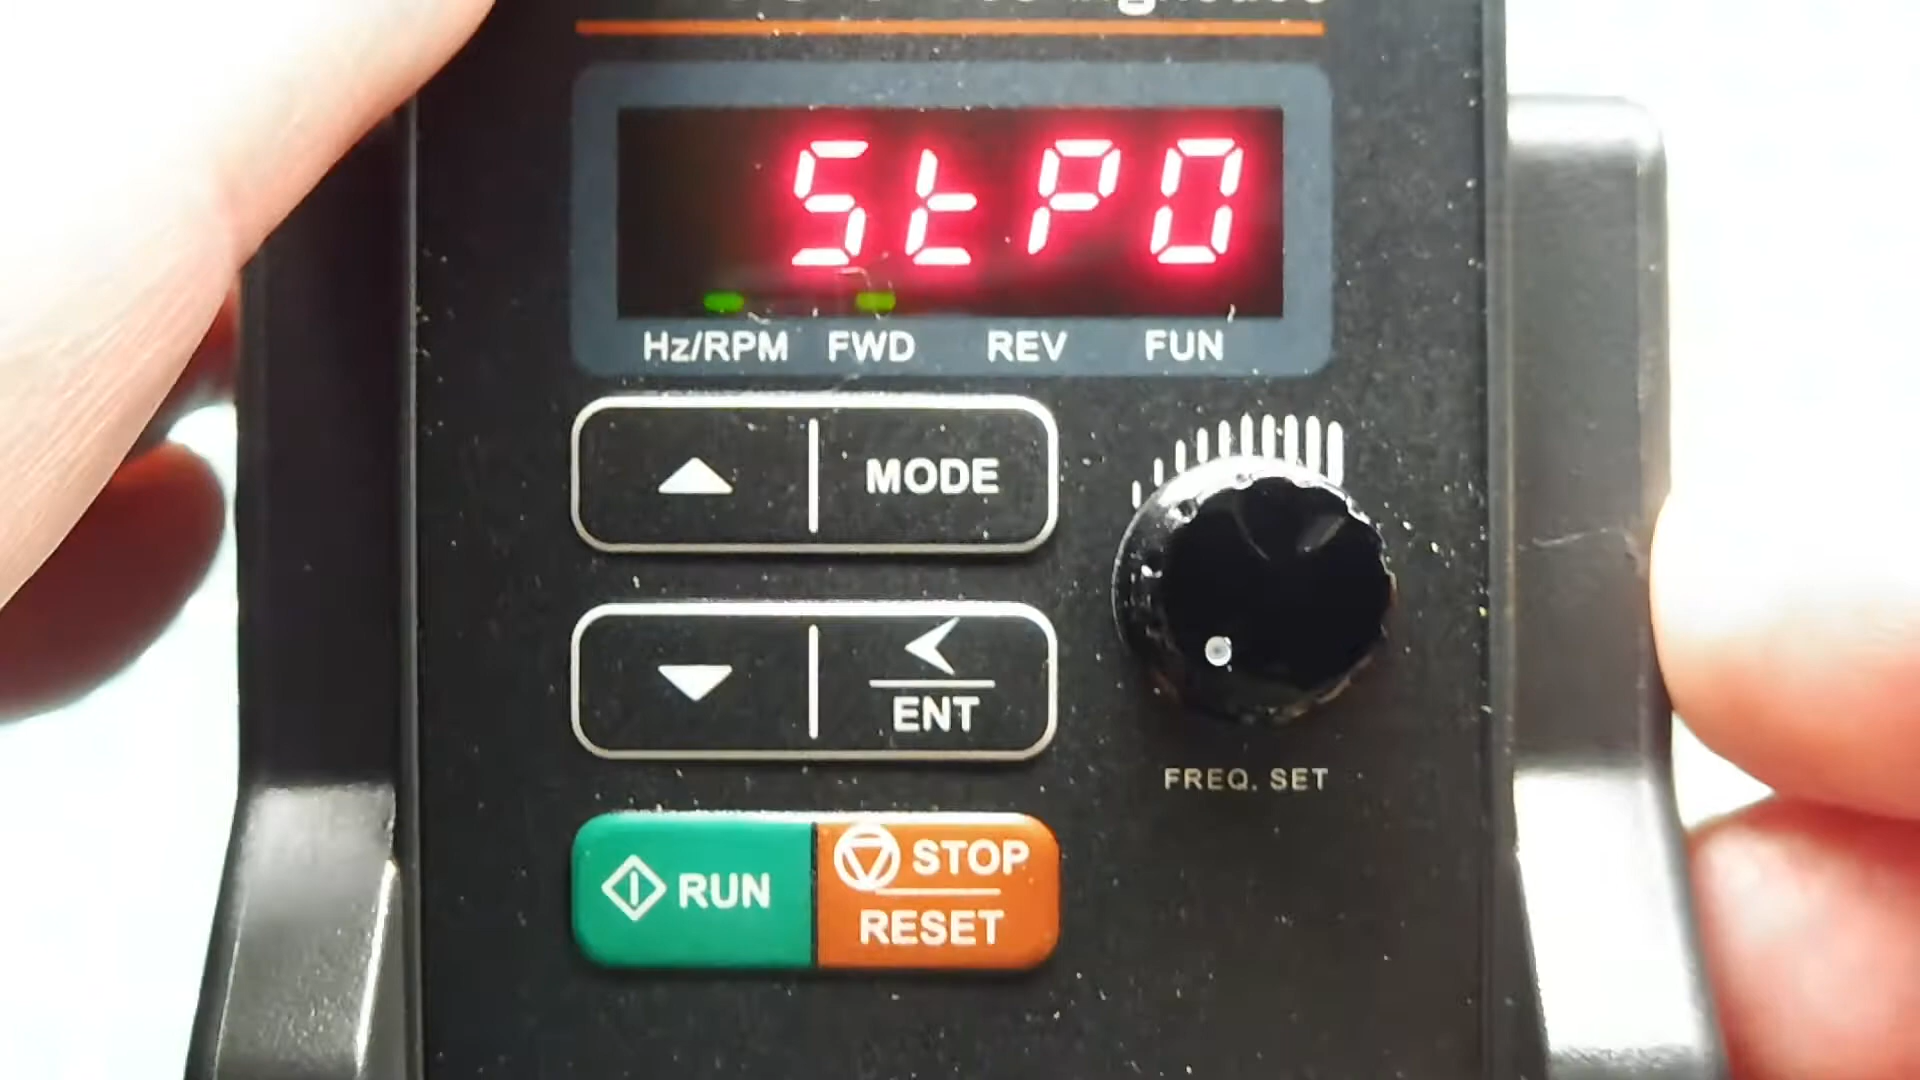 StP0
Hz/RPM FWD REV FUN
MODE
ENT
FREQ. SET
RUN
STOP
RESET